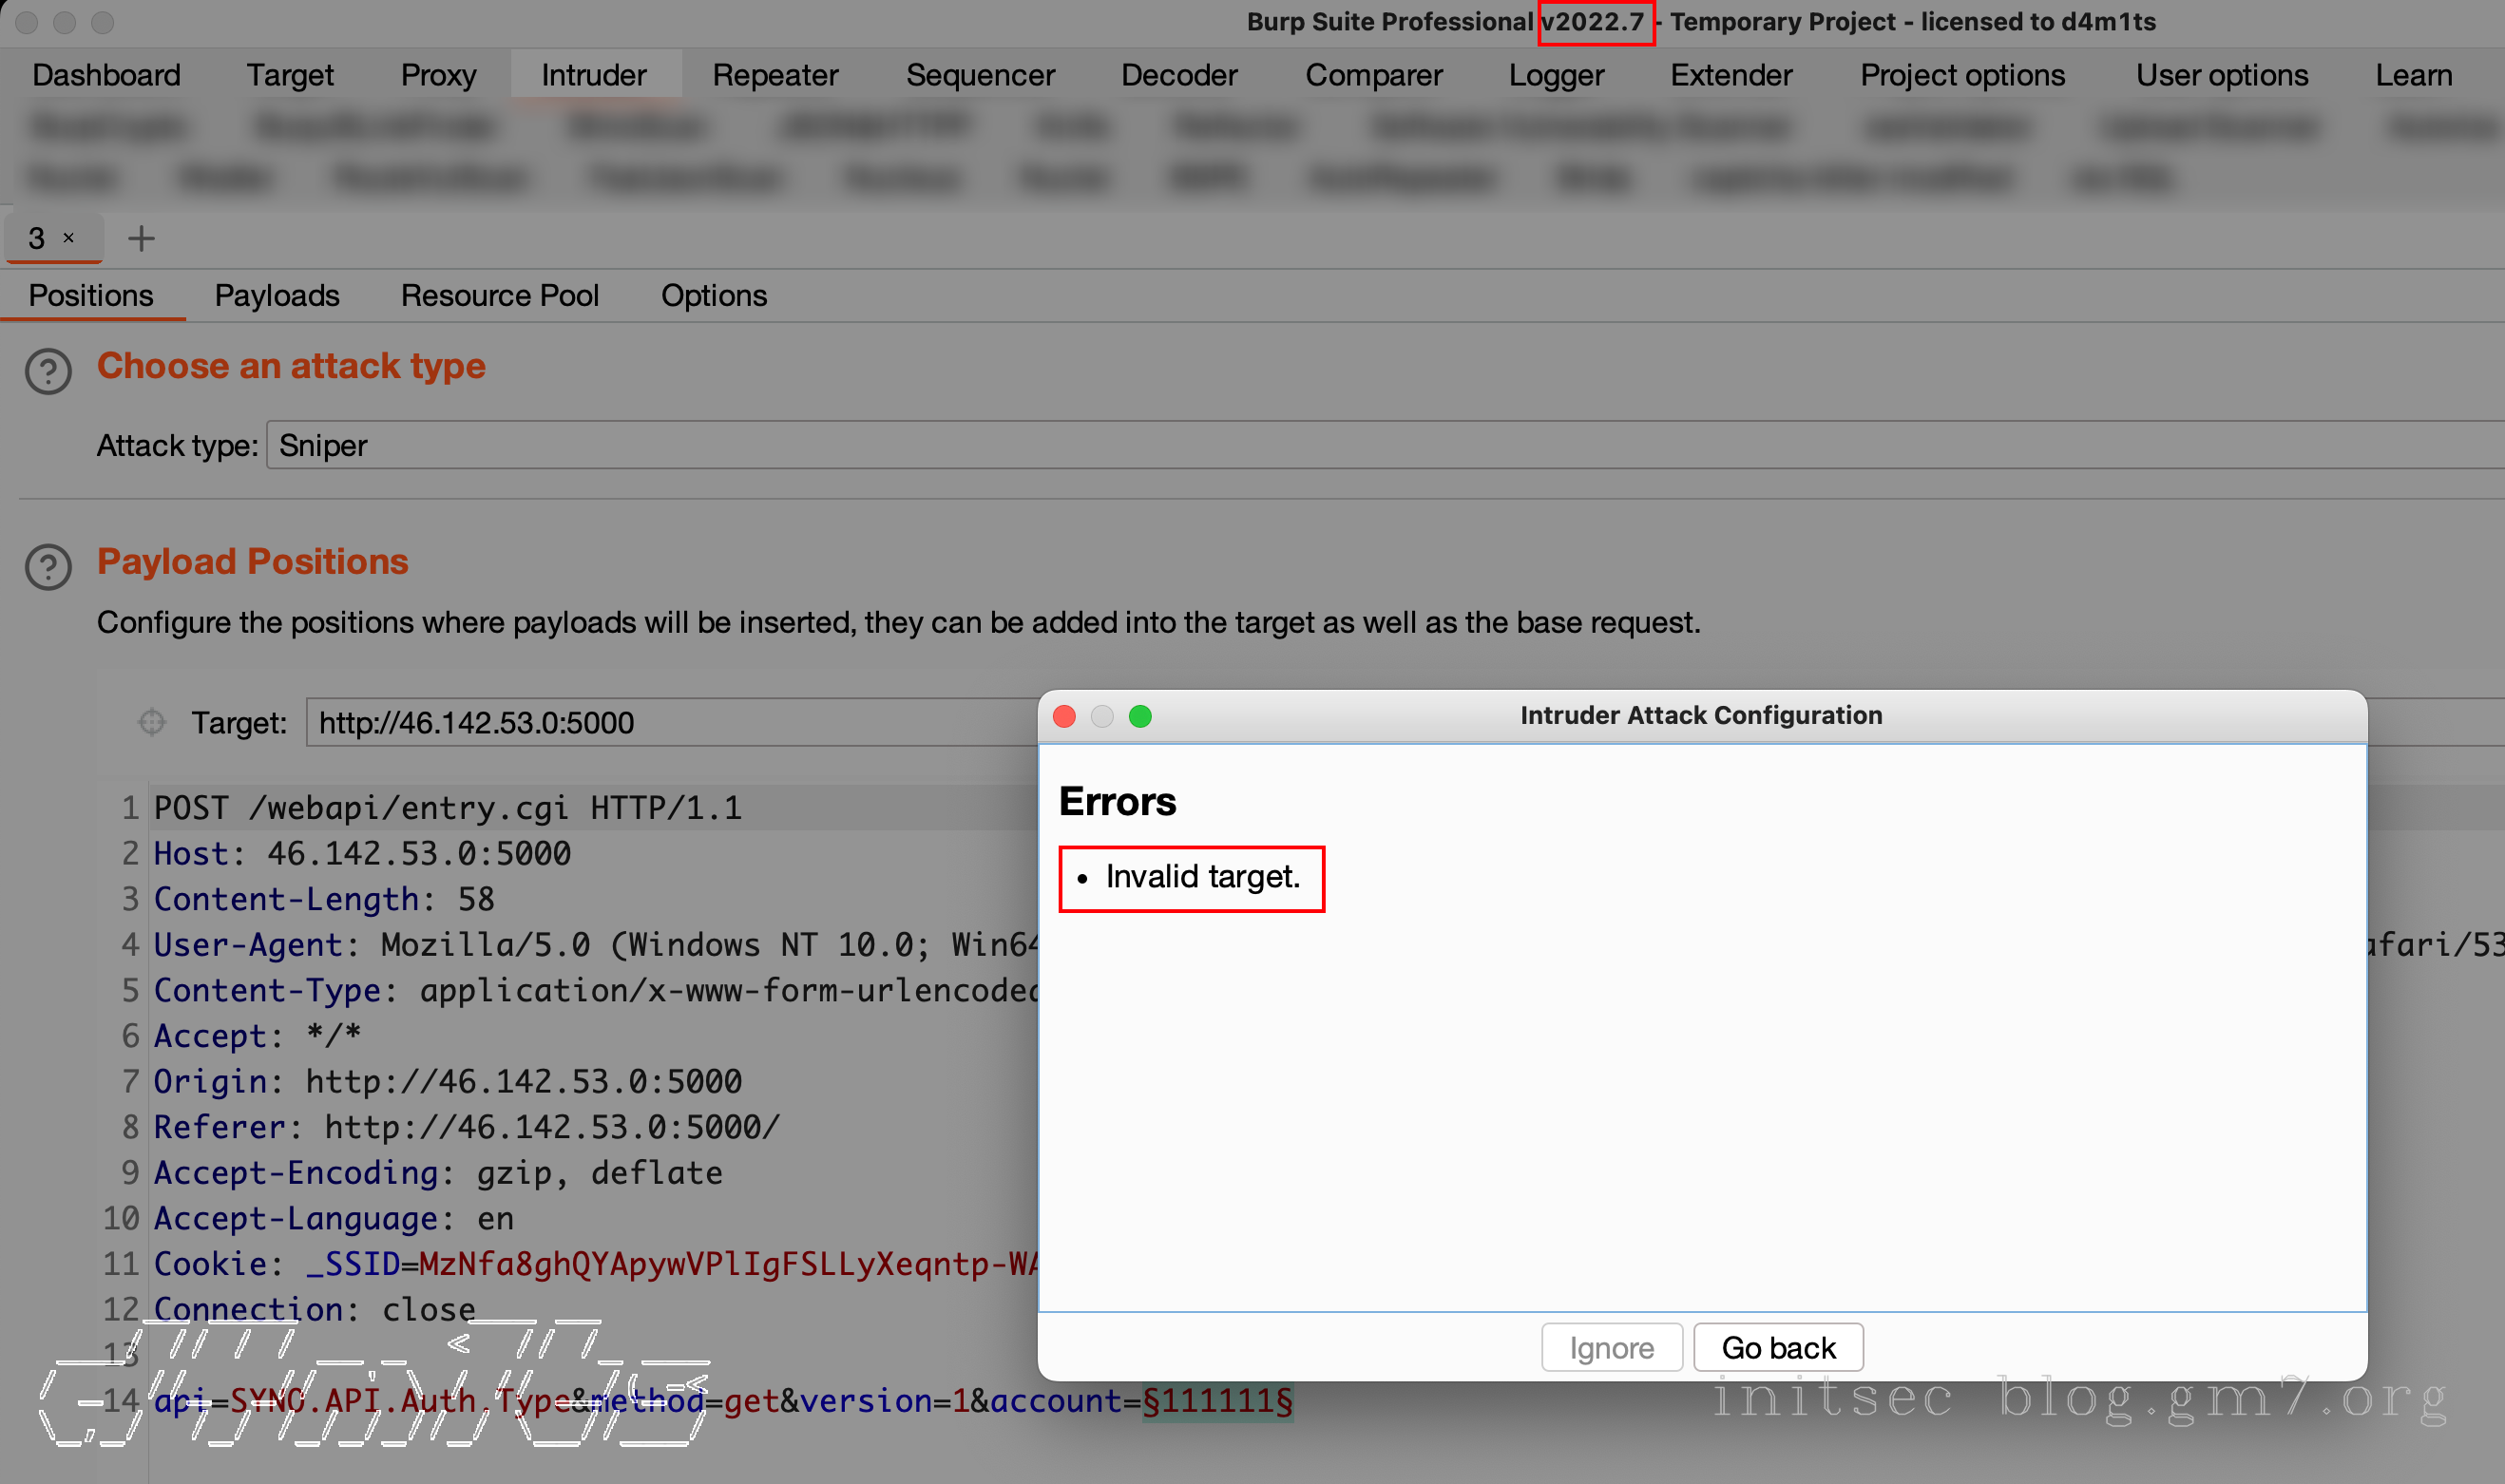 Burp Suite Professional v2022.7 - Temporary Project - licensed to d4m1ts
Dashboard Target Proxy Intruder Repeater Sequencer Decoder Comparer Logger Extender Project options User options Learn
3 × +
Positions Payloads Resource Pool Options
Choose an attack type
Attack type: Sniper
Payload Positions
Configure the positions where payloads will be inserted, they can be added into the target as well as the base request.
Target: http://46.142.53.0:5000
1 POST /webapi/entry.cgi HTTP/1.1
2 Host: 46.142.53.0:5000
3 Content-Length: 58
4 User-Agent: Mozilla/5.0 (Windows NT 10.0; Win64 afari/53
5 Content-Type: application/x-www-form-urlencoded
6 Accept: */*
7 Origin: http://46.142.53.0:5000
8 Referer: http://46.142.53.0:5000/
9 Accept-Encoding: gzip, deflate
10 Accept-Language: en
11 Cookie: _SSID=MzNfa8ghQYApywVPlIgFSLLyXeqntp-WA
12 Connection: close
13
14 api=SYNO.API.Auth.Type&method=get&version=1&account=§111111§
Intruder Attack Configuration
Errors
• Invalid target.
Ignore Go back
initsec blog.gm7.org